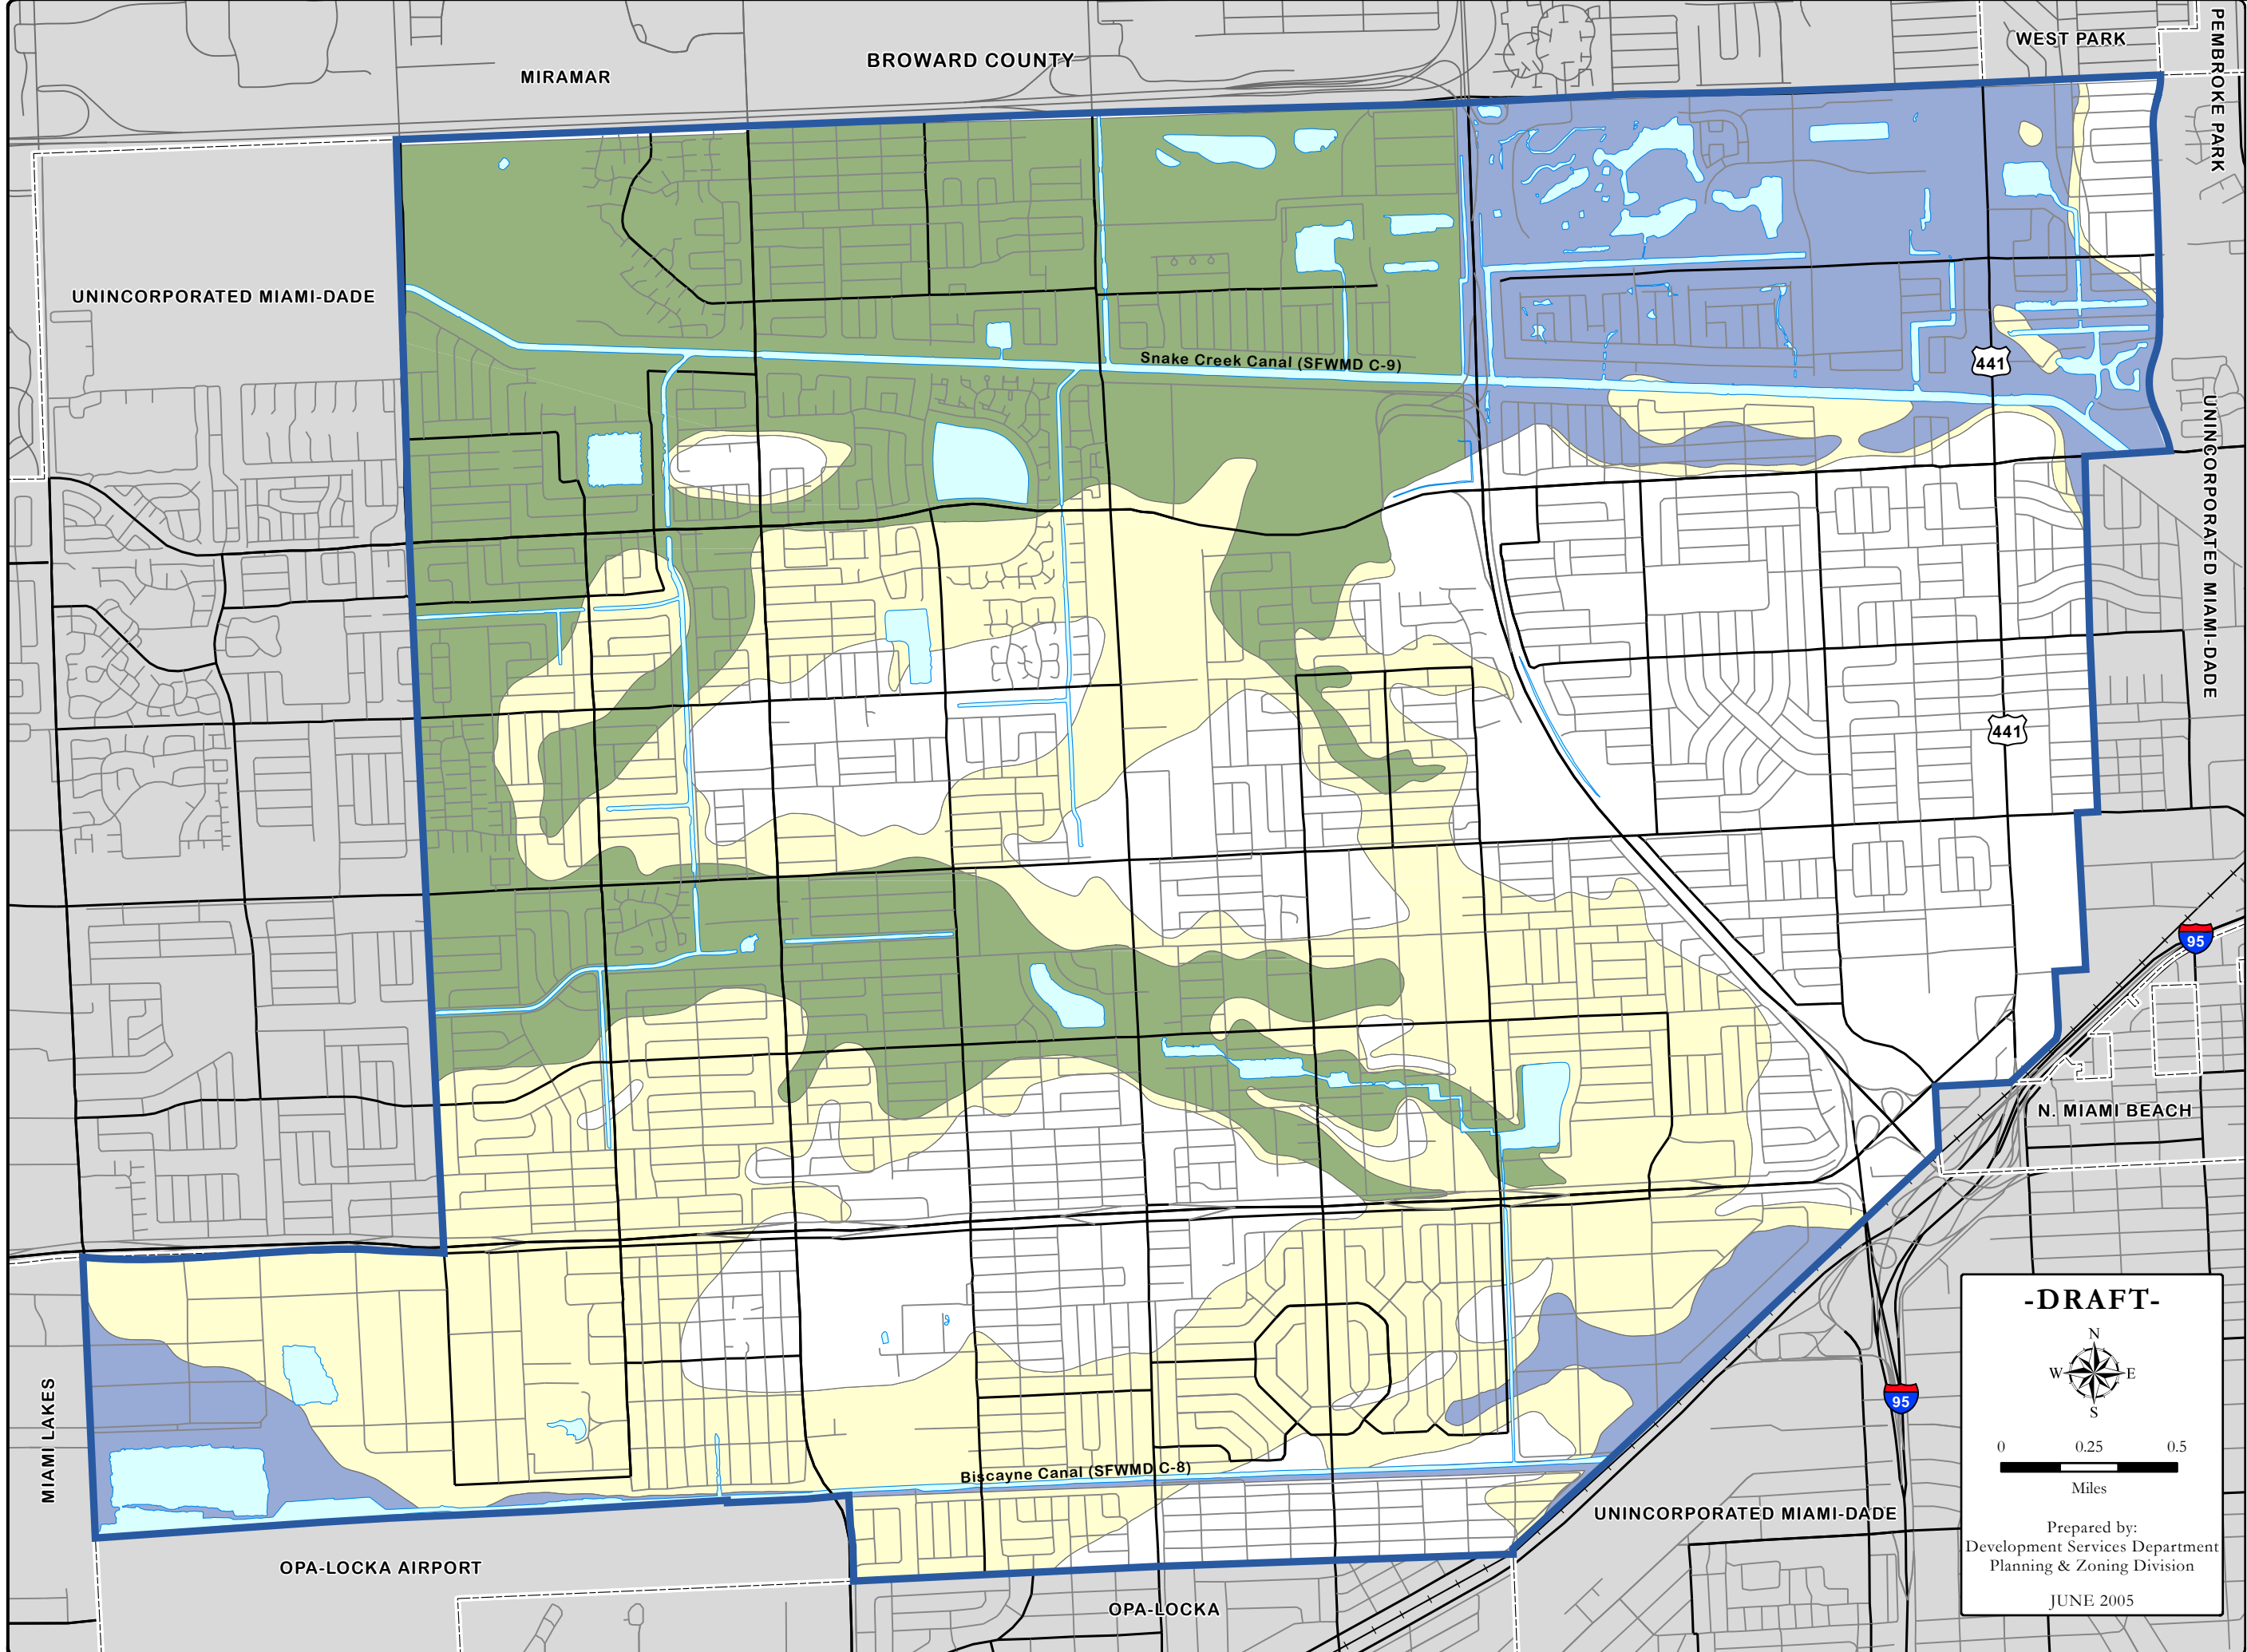 BROWARD COUNTY
MIRAMAR
WEST PARK
PEMBROKE PARK
UNINCORPORATED MIAMI-DADE
Snake Creek Canal (SFWMD C-9)
441
UNINCORPORATED MIAMI-DADE
441
95
N. MIAMI BEACH
MIAMI LAKES
Biscayne Canal (SFWMD C-8)
95
UNINCORPORATED MIAMI-DADE
OPA-LOCKA AIRPORT
OPA-LOCKA
-DRAFT-
N
W E
S
0 0.25 0.5
Miles
Prepared by:
Development Services Department
Planning & Zoning Division
JUNE 2005